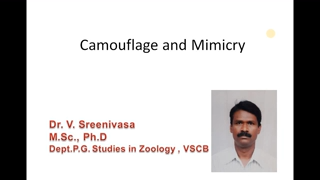 Camouflage and Mimicry
Dr. V. Sreenivasa
M.Sc., Ph.D
Dept.P.G. Studies in Zoology , VSCB